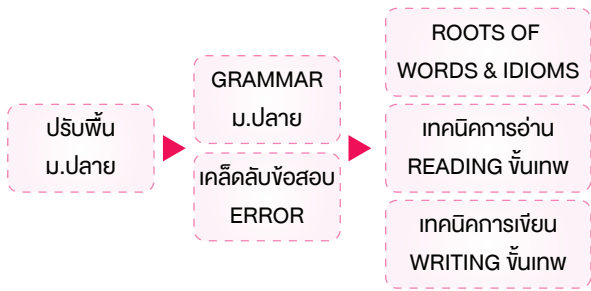 ปรับพื้น
ม.ปลาย
GRAMMAR
ม.ปลาย
เคล็ดลับข้อสอบ
ERROR
ROOTS OF
WORDS & IDIOMS
เทคนิคการอ่าน
READING ขั้นเทพ
เทคนิคการเขียน
WRITING ขั้นเทพ